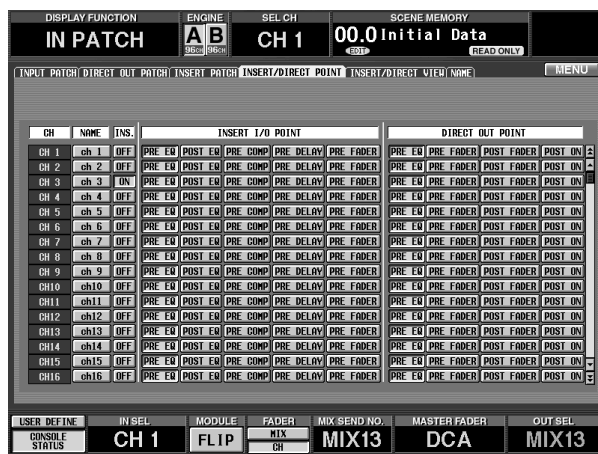 DISPLAY FUNCTION ENGINE SEL CH SCENE MEMORY
IN PATCH A B CH 1 00.0 Initial Data
96CH 96CH EDIT READ ONLY
INPUT PATCH DIRECT OUT PATCH INSERT PATCH INSERT/DIRECT POINT INSERT/DIRECT VIEW NAME MENU
CH NAME INS. INSERT I/O POINT DIRECT OUT POINT
CH 1 ch 1 OFF PRE EQ POST EQ PRE COMP PRE DELAY PRE FADER PRE EQ PRE FADER POST FADER POST ON
CH 2 ch 2 OFF PRE EQ POST EQ PRE COMP PRE DELAY PRE FADER PRE EQ PRE FADER POST FADER POST ON
CH 3 ch 3 ON PRE EQ POST EQ PRE COMP PRE DELAY PRE FADER PRE EQ PRE FADER POST FADER POST ON
CH 4 ch 4 OFF PRE EQ POST EQ PRE COMP PRE DELAY PRE FADER PRE EQ PRE FADER POST FADER POST ON
CH 5 ch 5 OFF PRE EQ POST EQ PRE COMP PRE DELAY PRE FADER PRE EQ PRE FADER POST FADER POST ON
CH 6 ch 6 OFF PRE EQ POST EQ PRE COMP PRE DELAY PRE FADER PRE EQ PRE FADER POST FADER POST ON
CH 7 ch 7 OFF PRE EQ POST EQ PRE COMP PRE DELAY PRE FADER PRE EQ PRE FADER POST FADER POST ON
CH 8 ch 8 OFF PRE EQ POST EQ PRE COMP PRE DELAY PRE FADER PRE EQ PRE FADER POST FADER POST ON
CH 9 ch 9 OFF PRE EQ POST EQ PRE COMP PRE DELAY PRE FADER PRE EQ PRE FADER POST FADER POST ON
CH10 ch10 OFF PRE EQ POST EQ PRE COMP PRE DELAY PRE FADER PRE EQ PRE FADER POST FADER POST ON
CH11 ch11 OFF PRE EQ POST EQ PRE COMP PRE DELAY PRE FADER PRE EQ PRE FADER POST FADER POST ON
CH12 ch12 OFF PRE EQ POST EQ PRE COMP PRE DELAY PRE FADER PRE EQ PRE FADER POST FADER POST ON
CH13 ch13 OFF PRE EQ POST EQ PRE COMP PRE DELAY PRE FADER PRE EQ PRE FADER POST FADER POST ON
CH14 ch14 OFF PRE EQ POST EQ PRE COMP PRE DELAY PRE FADER PRE EQ PRE FADER POST FADER POST ON
CH15 ch15 OFF PRE EQ POST EQ PRE COMP PRE DELAY PRE FADER PRE EQ PRE FADER POST FADER POST ON
CH16 ch16 OFF PRE EQ POST EQ PRE COMP PRE DELAY PRE FADER PRE EQ PRE FADER POST FADER POST ON
USER DEFINE IN SEL MODULE FADER MIX SEND NO. MASTER FADER OUT SEL
CONSOLE STATUS CH 1 FLIP MIX CH MIX13 DCA MIX13